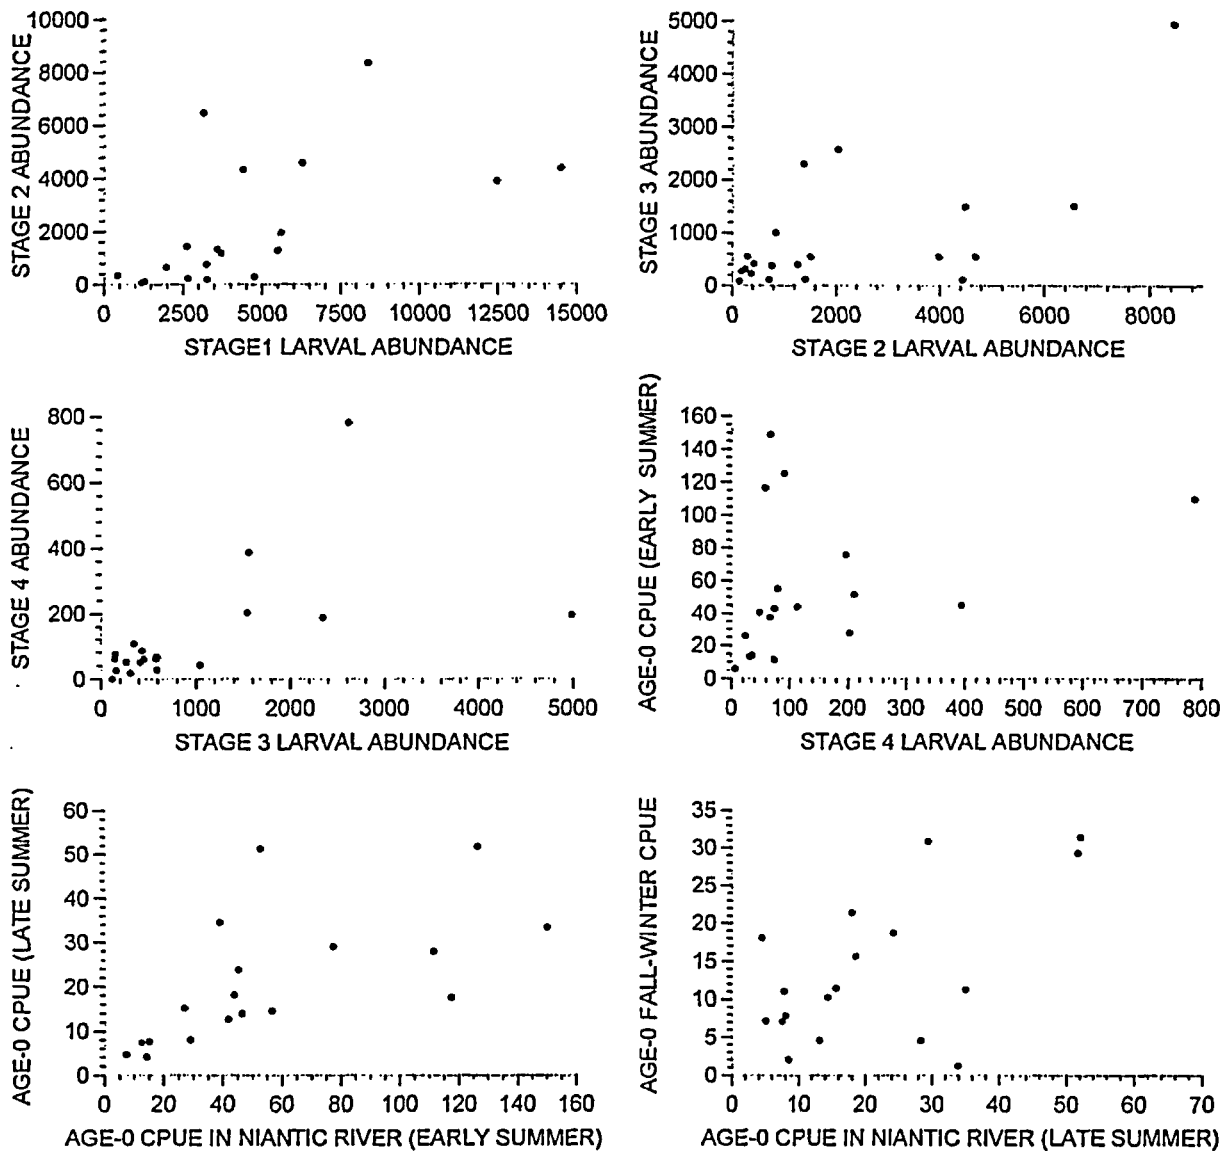 STAGE 2 ABUNDANCE
10000
8000
6000
4000
2000
0
0 2500 5000 7500 10000 12500 15000
STAGE1 LARVAL ABUNDANCE
STAGE 3 ABUNDANCE
5000
4000
3000
2000
1000
0
0 2000 4000 6000 8000
STAGE 2 LARVAL ABUNDANCE
STAGE 4 ABUNDANCE
800
600
400
200
0
0 1000 2000 3000 4000 5000
STAGE 3 LARVAL ABUNDANCE
AGE-0 CPUE (EARLY SUMMER)
160
140
120
100
80
60
40
20
0
0 100 200 300 400 500 600 700 800
STAGE 4 LARVAL ABUNDANCE
AGE-0 CPUE (LATE SUMMER)
60
50
40
30
20
10
0
0 20 40 60 80 100 120 140 160
AGE-0 CPUE IN NIANTIC RIVER (EARLY SUMMER)
AGE-0 FALL-WINTER CPUE
35
30
25
20
15
10
5
0
0 10 20 30 40 50 60 70
AGE-0 CPUE IN NIANTIC RIVER (LATE SUMMER)